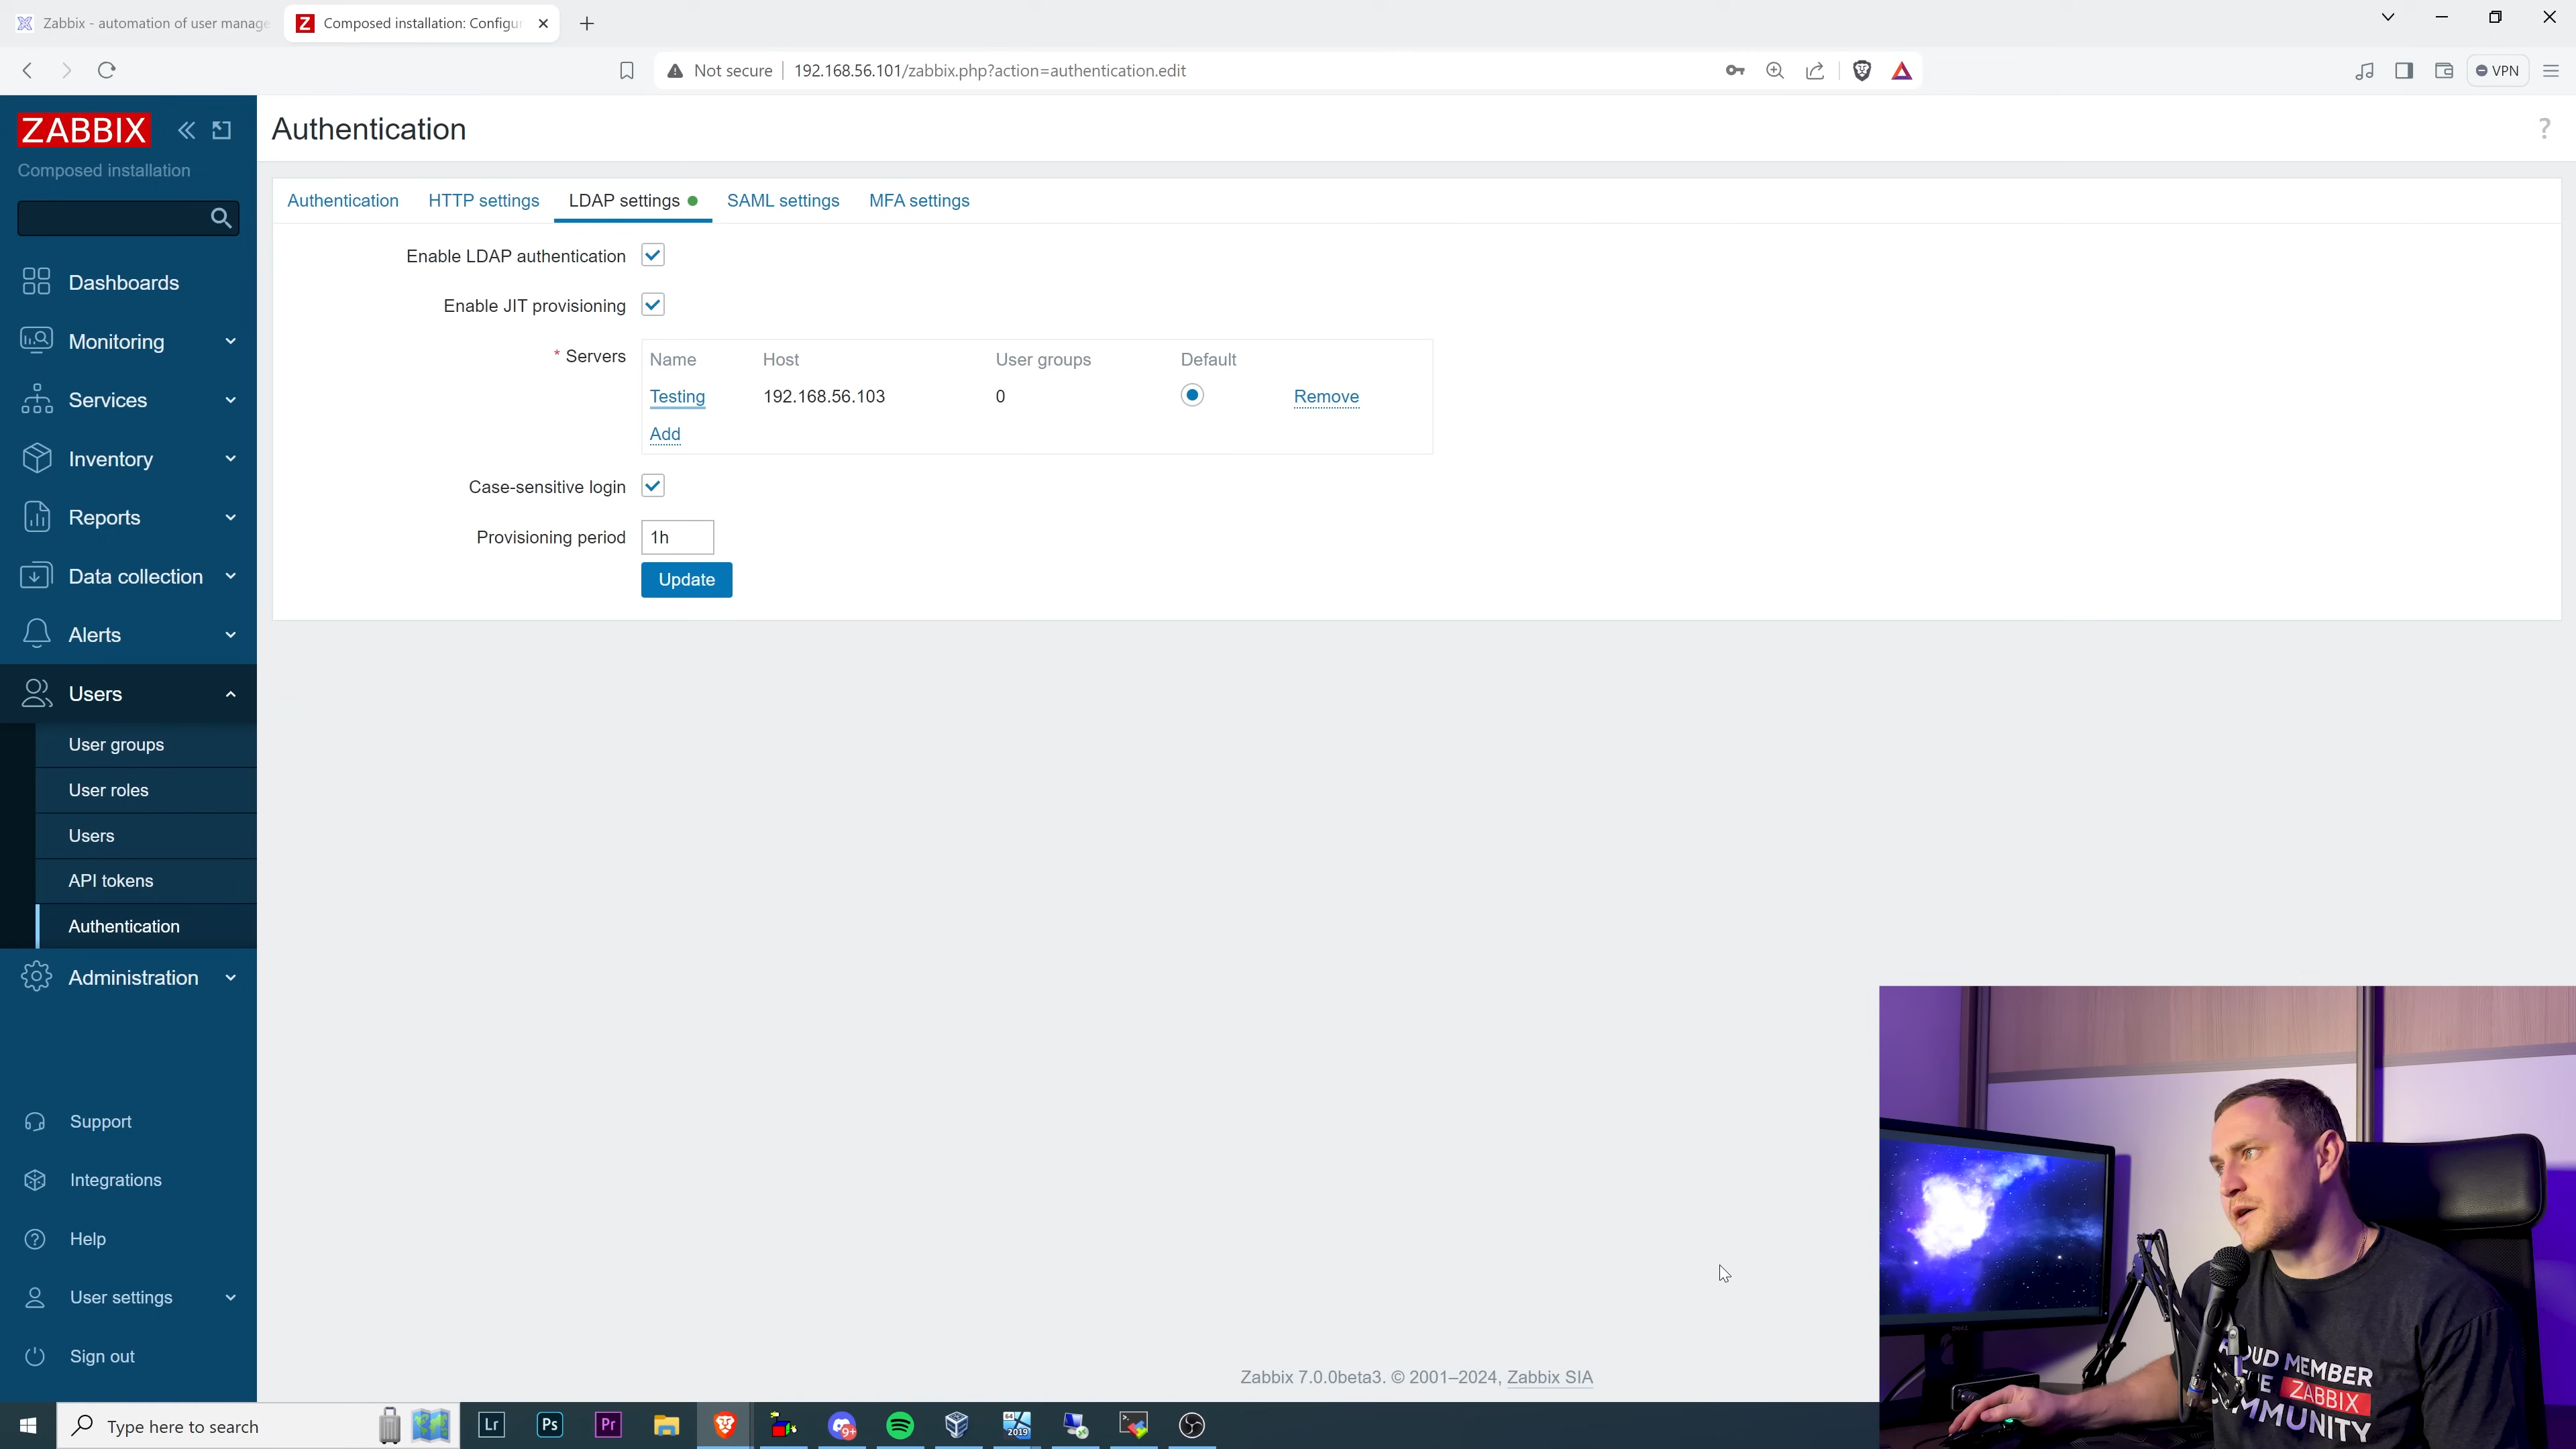 Zabbix - automation of user manage
Composed installation: Configur
Not secure
192.168.56.101/zabbix.php?action=authentication.edit
VPN
ZABBIX
Composed installation
Authentication
?
Authentication HTTP settings LDAP settings SAML settings MFA settings
Enable LDAP authentication
Enable JIT provisioning
* Servers
Name Host User groups Default
Testing 192.168.56.103 0 Remove
Add
Case-sensitive login
Provisioning period 1h
Update
Dashboards
Monitoring
Services
Inventory
Reports
Data collection
Alerts
Users
User groups
User roles
Users
API tokens
Authentication
Administration
Support
Integrations
Help
User settings
Sign out
Zabbix 7.0.0beta3. © 2001–2024, Zabbix SIA
MEMBER
ZABBIX
Type here to search
Lr
Ps
Pr
9+
64
2019